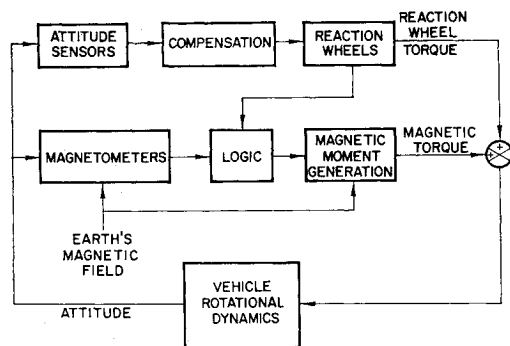 ATTITUDE
SENSORS
COMPENSATION
REACTION
WHEELS
REACTION
WHEEL
TORQUE
MAGNETOMETERS
LOGIC
MAGNETIC
MOMENT
GENERATION
MAGNETIC
TORQUE
+
+
EARTH'S
MAGNETIC
FIELD
VEHICLE
ROTATIONAL
DYNAMICS
ATTITUDE